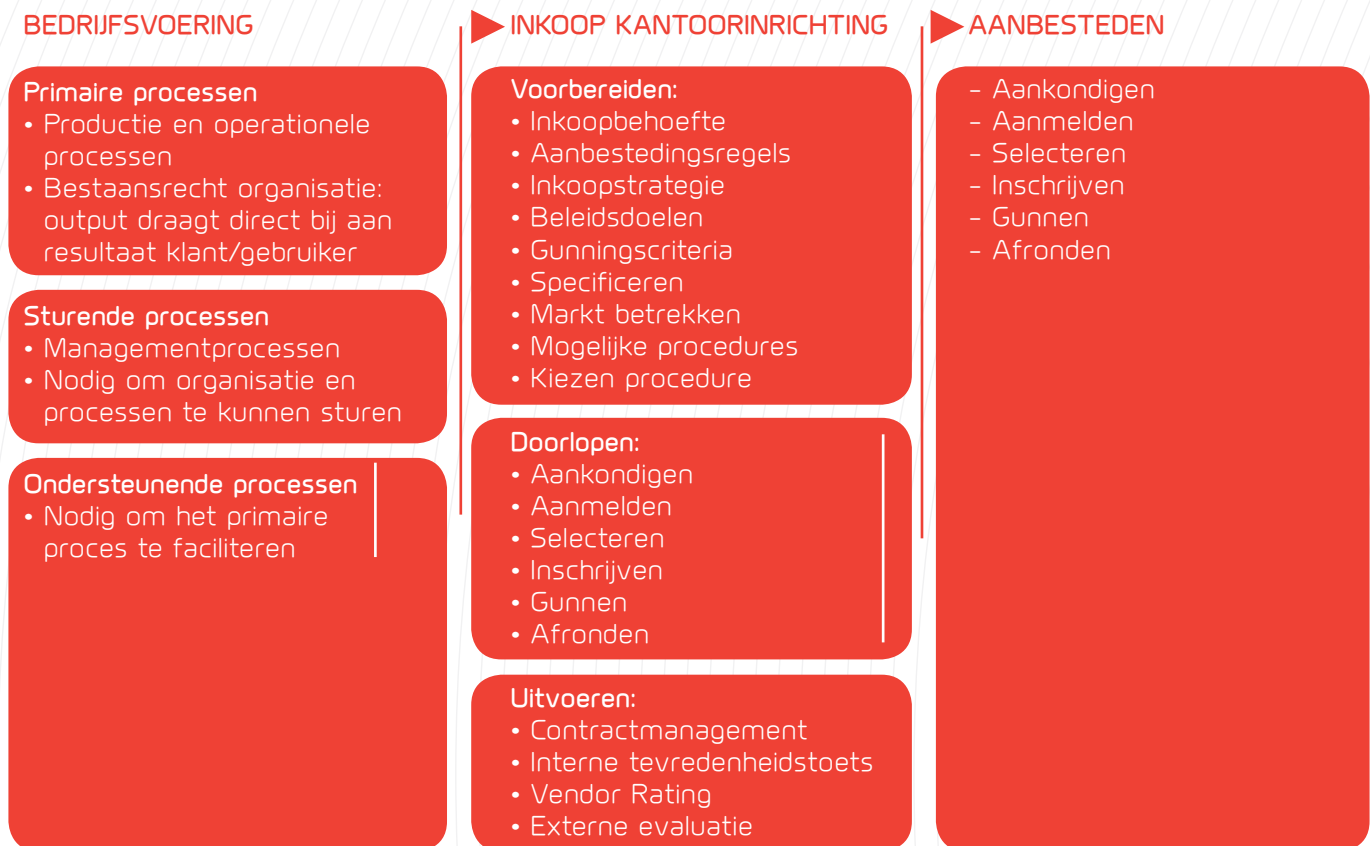 BEDRIJFSVOERING
Primaire processen
• Productie en operationele
processen
• Bestaansrecht organisatie:
output draagt direct bij aan
resultaat klant/gebruiker
Sturende processen
• Managementprocessen
• Nodig om organisatie en
processen te kunnen sturen
Ondersteunende processen
• Nodig om het primaire
proces te faciliteren
INKOOP KANTOORINRICHTING
Voorbereiden:
• Inkoopbehoefte
• Aanbestedingsregels
• Inkoopstrategie
• Beleidsdoelen
• Gunningscriteria
• Specificeren
• Markt betrekken
• Mogelijke procedures
• Kiezen procedure
Doorlopen:
• Aankondigen
• Aanmelden
• Selecteren
• Inschrijven
• Gunnen
• Afronden
Uitvoeren:
• Contractmanagement
• Interne tevredenheidstoets
• Vendor Rating
• Externe evaluatie
AANBESTEDEN
- Aankondigen
- Aanmelden
- Selecteren
- Inschrijven
- Gunnen
- Afronden